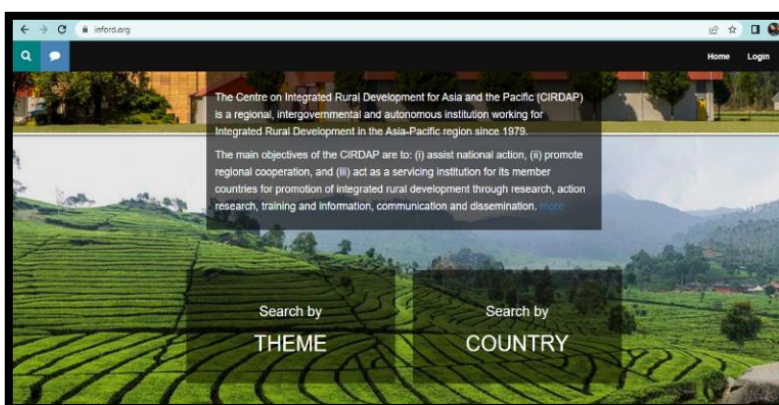 inford.org
Home Login
The Centre on Integrated Rural Development for Asia and the Pacific (CIRDAP)
is a regional, intergovernmental and autonomous institution working for
Integrated Rural Development in the Asia-Pacific region since 1979.
The main objectives of the CIRDAP are to: (i) assist national action, (ii) promote
regional cooperation, and (iii) act as a servicing institution for its member
countries for promotion of integrated rural development through research, action
research, training and information, communication and dissemination. more
Search by
THEME
Search by
COUNTRY